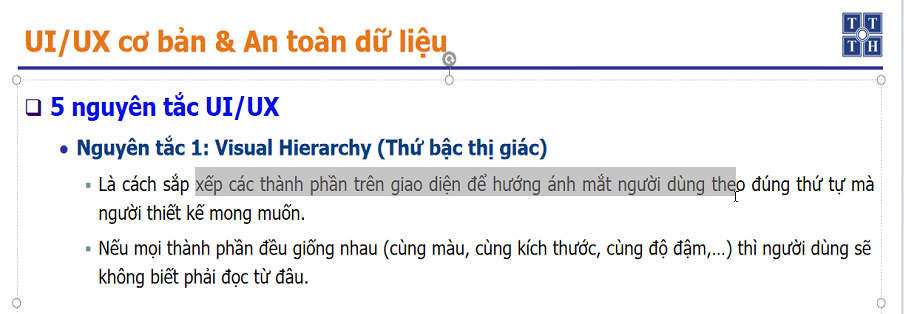 UI/UX cơ bản & An toàn dữ liệu
T T
T H
5 nguyên tắc UI/UX
Nguyên tắc 1: Visual Hierarchy (Thứ bậc thị giác)
Là cách sắp xếp các thành phần trên giao diện để hướng ánh mắt người dùng theo đúng thứ tự mà
người thiết kế mong muốn.
Nếu mọi thành phần đều giống nhau (cùng màu, cùng kích thước, cùng độ đậm,...) thì người dùng sẽ
không biết phải đọc từ đâu.